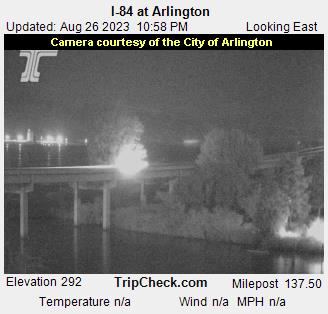 I-84 at Arlington
Updated: Aug 26 2023 10:58 PM Looking East
Camera courtesy of the City of Arlington
Elevation 292 TripCheck.com Milepost 137.50
Temperature n/a Wind n/a MPH n/a